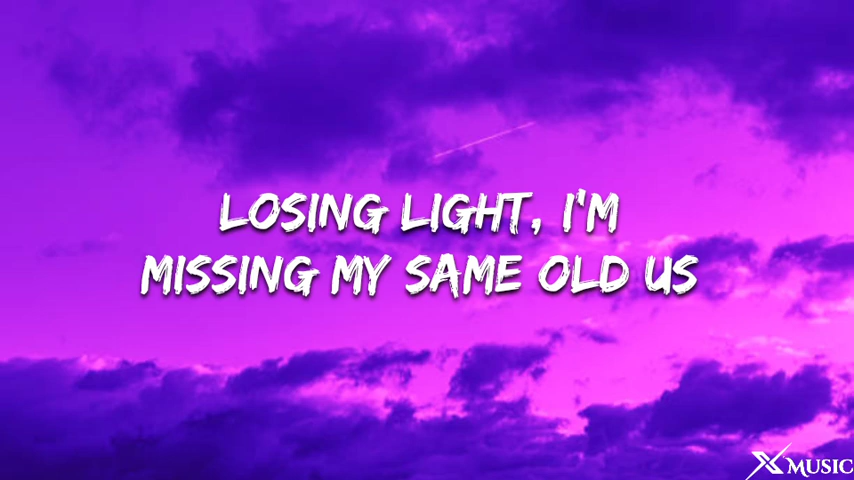 LOSING LIGHT, I'M
MISSING MY SAME OLD US
X MUSIC